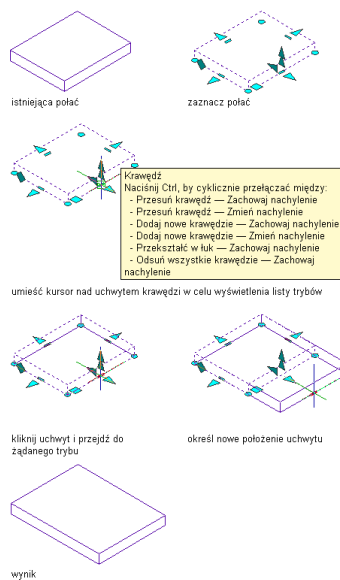 istniejąca połać
zaznacz połać
Krawędź
Naciśnij Ctrl, by cyklicznie przełączać między:
- Przesuń krawędź — Zachowaj nachylenie
- Przesuń krawędź — Zmień nachylenie
- Dodaj nowe krawędzie — Zachowaj nachylenie
- Dodaj nowe krawędzie — Zmień nachylenie
- Przekształć w łuk — Zachowaj nachylenie
- Odsuń wszystkie krawędzie — Zachowaj
nachylenie
umieść kursor nad uchwytem krawędzi w celu wyświetlenia listy trybów
kliknij uchwyt i przejdź do
żądanego trybu
określ nowe położenie uchwytu
wynik